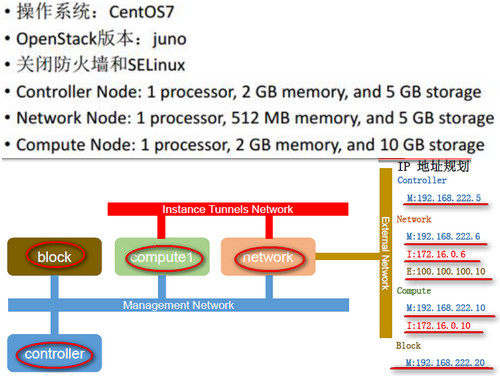 • 操作系统：CentOS7
• OpenStack版本：juno
• 关闭防火墙和SELinux
• Controller Node: 1 processor, 2 GB memory, and 5 GB storage
• Network Node: 1 processor, 512 MB memory, and 5 GB storage
• Compute Node: 1 processor, 2 GB memory, and 10 GB storage
IP 地址规划
Controller
M:192.168.222.5
Network
M:192.168.222.6
I:172.16.0.6
E:100.100.100.10
Compute
M:192.168.222.10
I:172.16.0.10
Block
M:192.168.222.20
Instance Tunnels Network
External Network
block
compute1
network
Management Network
controller